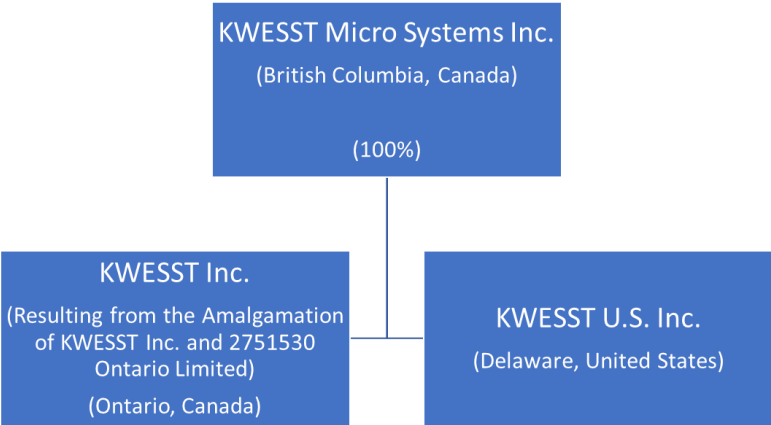 KWESST Micro Systems Inc.
(British Columbia, Canada)
(100%)
KWESST Inc.
(Resulting from the Amalgamation
of KWESST Inc. and 2751530
Ontario Limited)
(Ontario, Canada)
KWESST U.S. Inc.
(Delaware, United States)